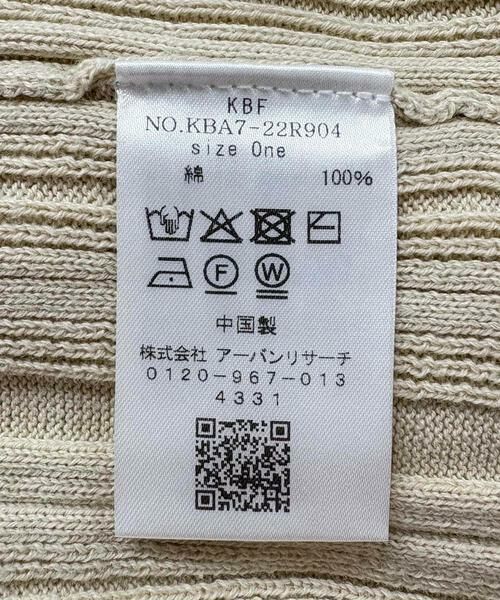 KBF
NO.KBA7-22R904
size One
綿 100%
F W
中国製
株式会社 アーバンリサーチ
0120-967-013
4331